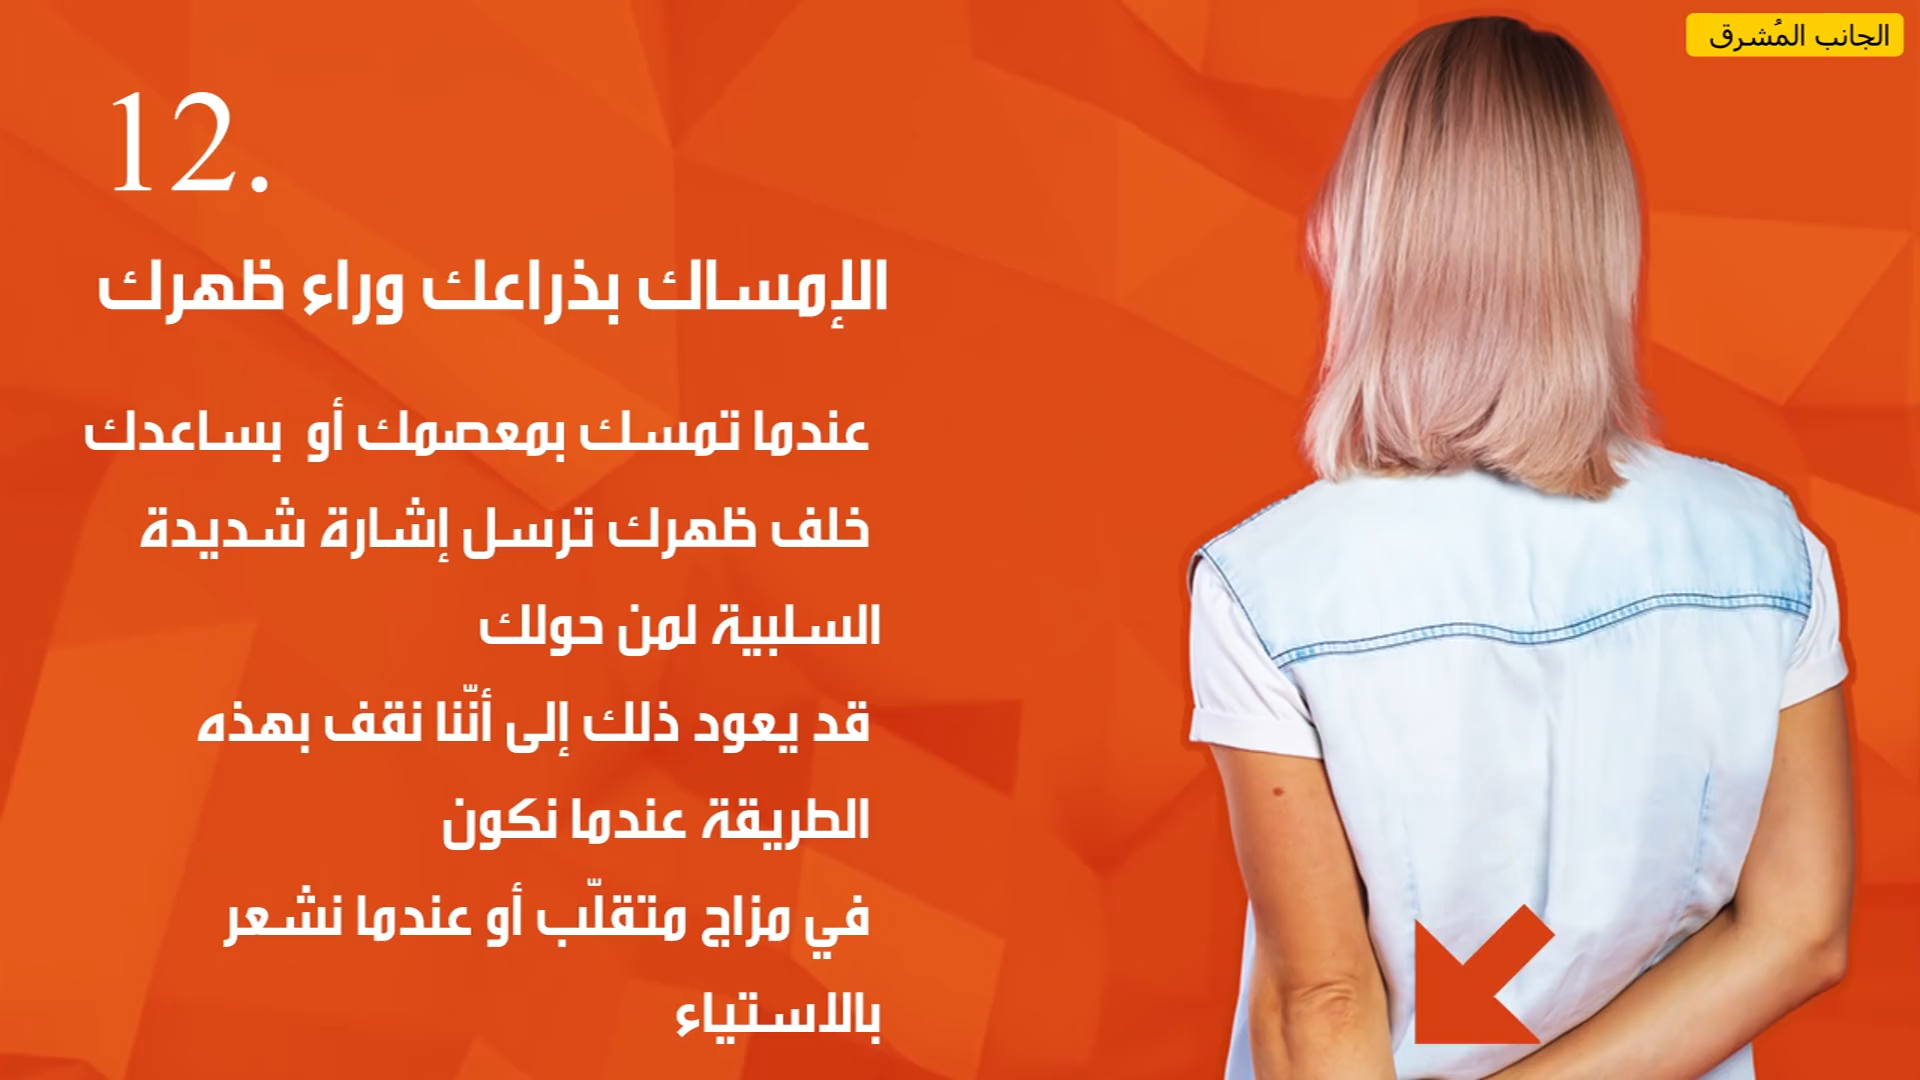 الجانب المُشرق
12.
الإمساك بذراعك وراء ظهرك
عندما تمسك بمعصمك أو بساعدك
خلف ظهرك ترسل إشارة شديدة
السلبية لمن حولك
قد يعود ذلك إلى أنّنا نقف بهذه
الطريقة عندما نكون
في مزاج متقلّب أو عندما نشعر
بالاستياء